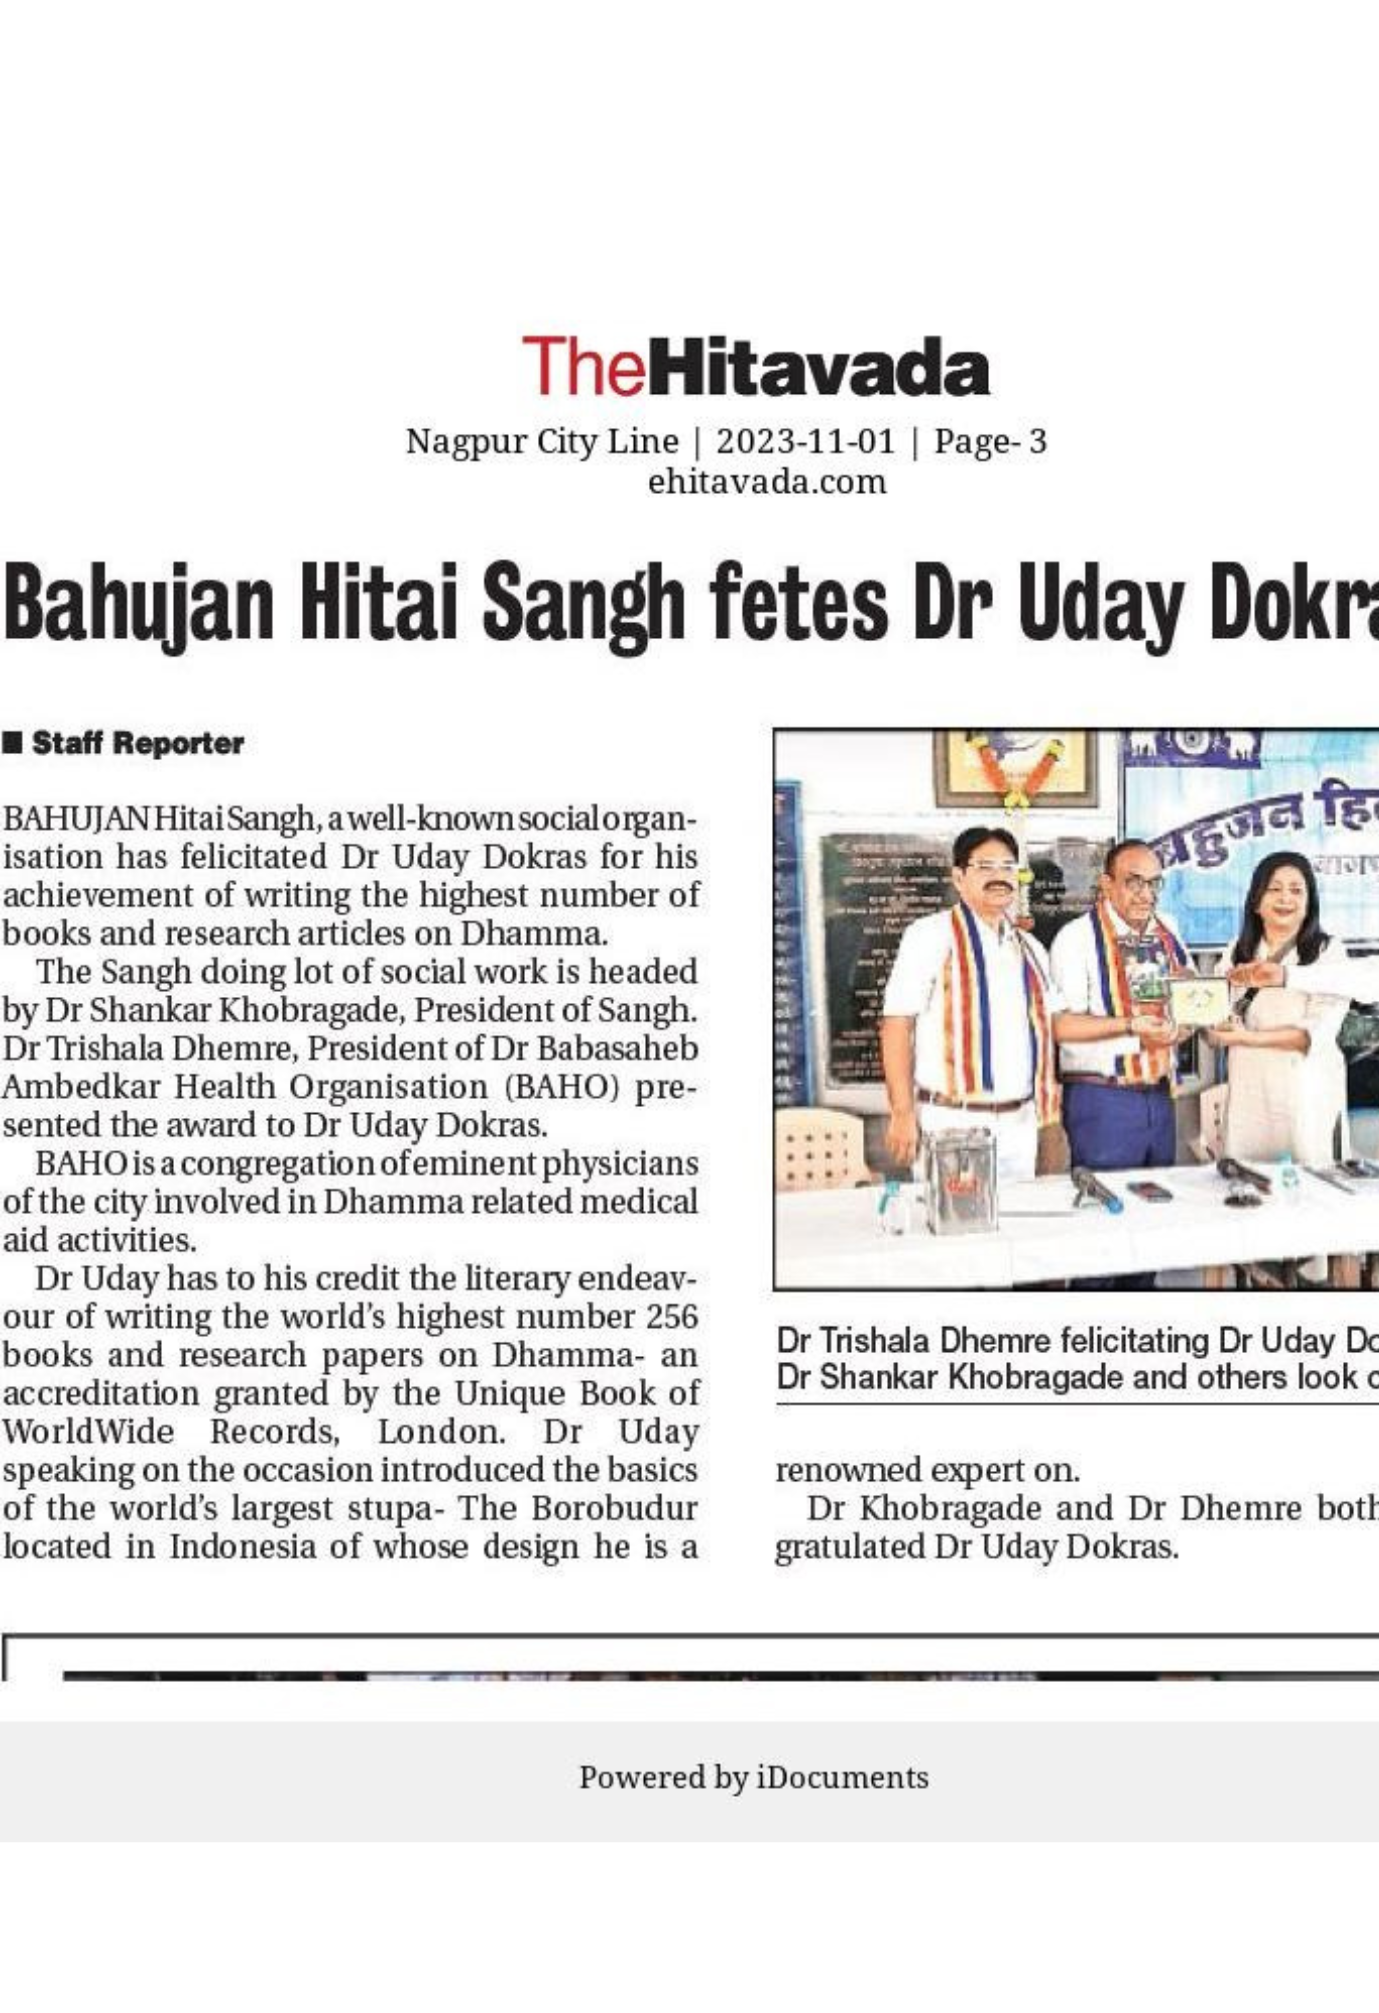 TheHitavada
Nagpur City Line | 2023-11-01 | Page- 3
ehitavada.com
Bahujan Hitai Sangh fetes Dr Uday Dokra
■ Staff Reporter
BAHUJAN Hitai Sangh, a well-known social organ-
isation has felicitated Dr Uday Dokras for his
achievement of writing the highest number of
books and research articles on Dhamma.
The Sangh doing lot of social work is headed
by Dr Shankar Khobragade, President of Sangh.
Dr Trishala Dhemre, President of Dr Babasaheb
Ambedkar Health Organisation (BAHO) pre-
sented the award to Dr Uday Dokras.
BAHO is a congregation of eminent physicians
of the city involved in Dhamma related medical
aid activities.
Dr Uday has to his credit the literary endeav-
our of writing the world's highest number 256
books and research papers on Dhamma- an
accreditation granted by the Unique Book of
WorldWide Records, London. Dr Uday
speaking on the occasion introduced the basics
of the world's largest stupa- The Borobudur
located in Indonesia of whose design he is a
बहुजन हि
Dr Trishala Dhemre felicitating Dr Uday Do
Dr Shankar Khobragade and others look o
renowned expert on.
Dr Khobragade and Dr Dhemre both
gratulated Dr Uday Dokras.
Powered by iDocuments